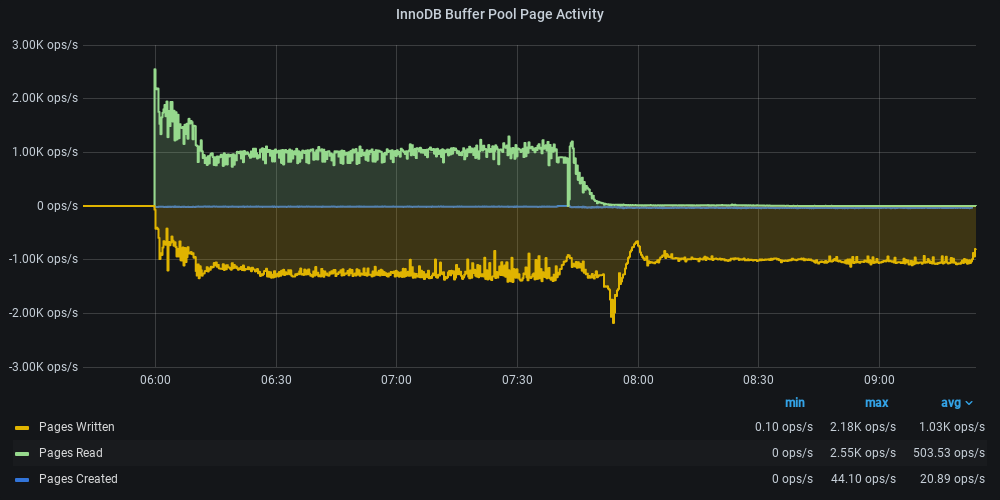 InnoDB Buffer Pool Page Activity
3.00K ops/s
2.00K ops/s
1.00K ops/s
0 ops/s
-1.00K ops/s
-2.00K ops/s
-3.00K ops/s
06:00 06:30 07:00 07:30 08:00 08:30 09:00
min max avg
Pages Written 0.10 ops/s 2.18K ops/s 1.03K ops/s
Pages Read 0 ops/s 2.55K ops/s 503.53 ops/s
Pages Created 0 ops/s 44.10 ops/s 20.89 ops/s